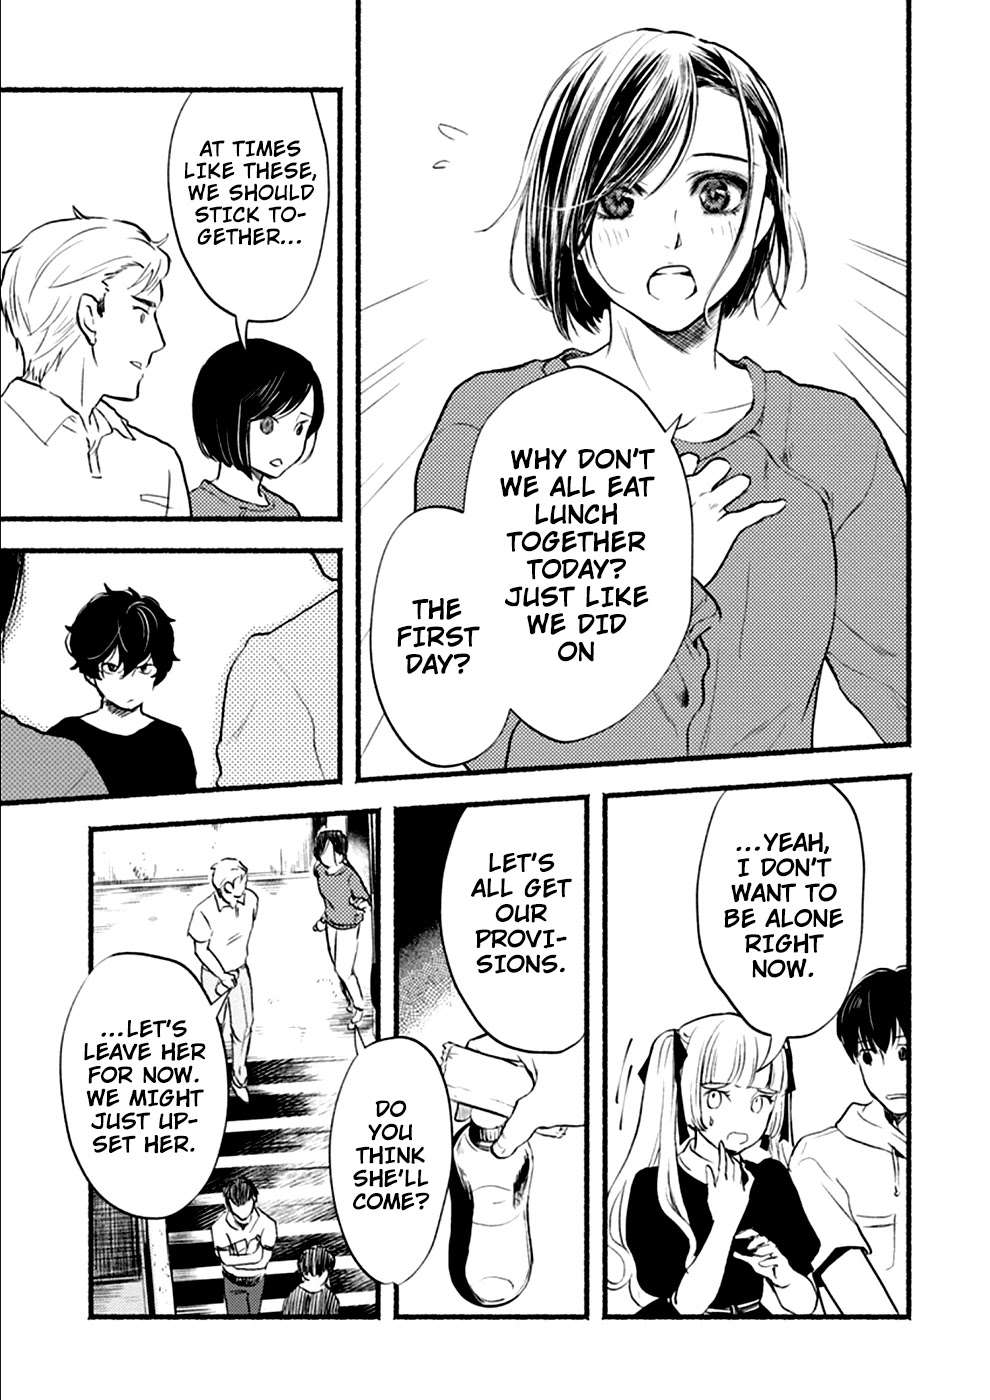 WHY DON'T
WE ALL EAT
LUNCH
TOGETHER
TODAY?
JUST LIKE
WE DID
ON
THE
FIRST
DAY?
AT TIMES
LIKE THESE,
WE SHOULD
STICK TO-
GETHER...
...YEAH,
I DON'T
WANT TO
BE ALONE
RIGHT
NOW.
LET'S
ALL GET
OUR
PROVI-
SIONS.
DO
YOU
THINK
SHE'LL
COME?
...LET'S
LEAVE HER
FOR NOW.
WE MIGHT
JUST UP-
SET HER.